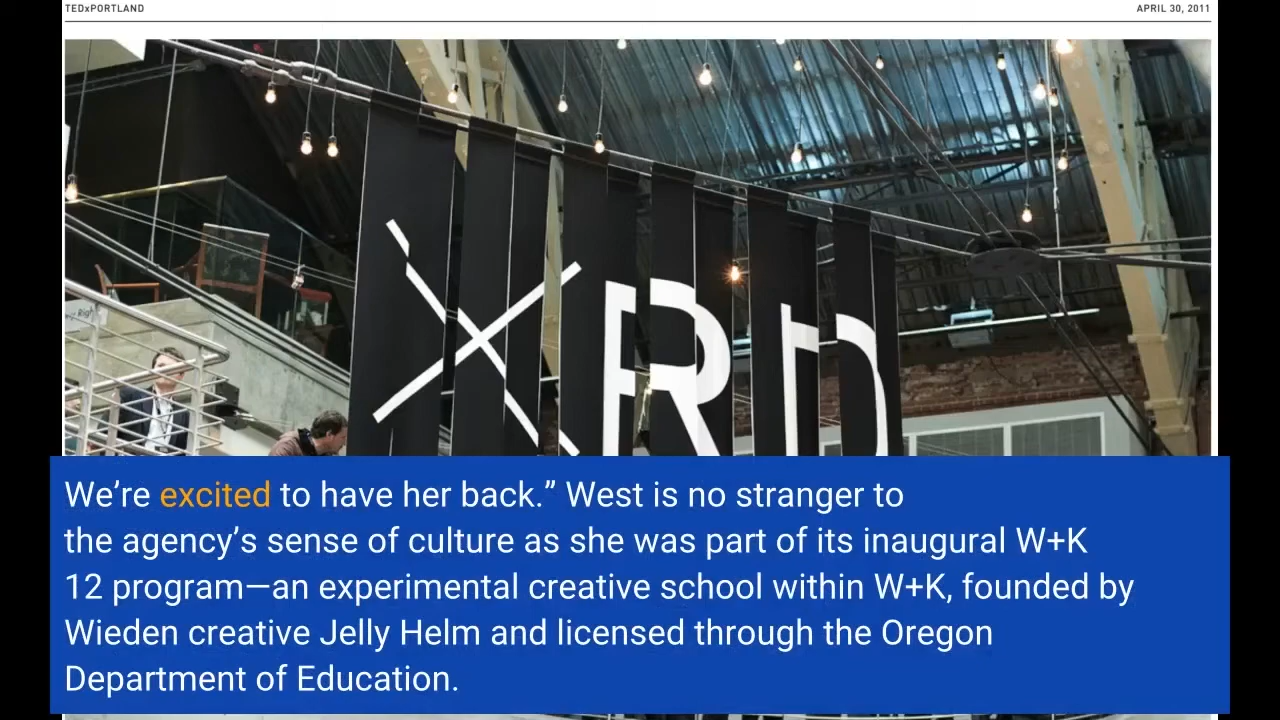 TEDxPORTLAND
APRIL 30, 2011
XRD
We’re excited to have her back.” West is no stranger to
the agency’s sense of culture as she was part of its inaugural W+K
12 program—an experimental creative school within W+K, founded by
Wieden creative Jelly Helm and licensed through the Oregon
Department of Education.